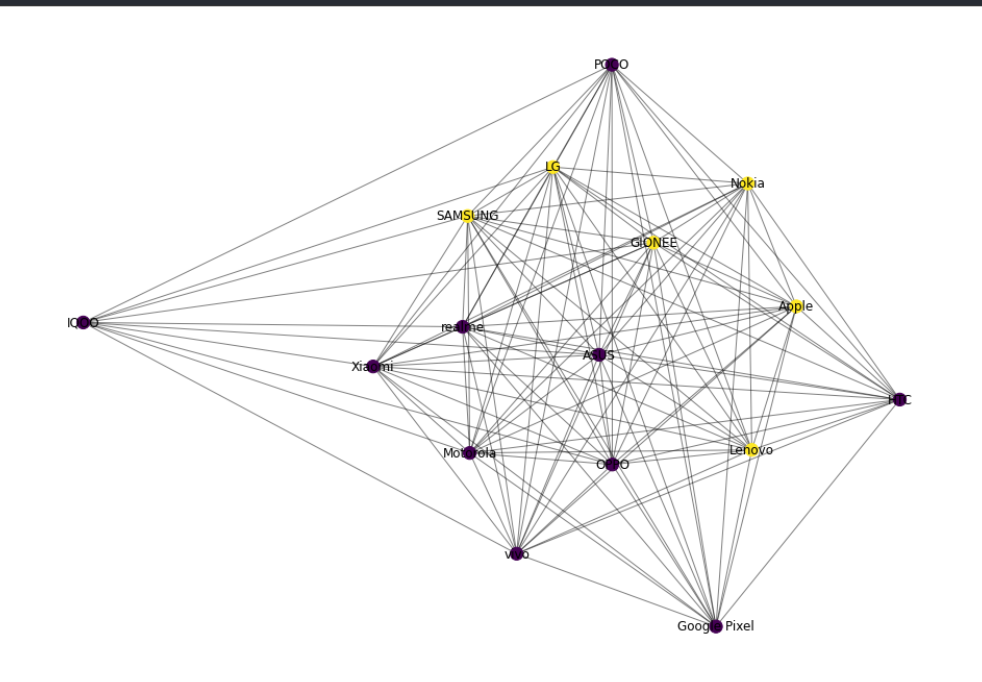 POCO
LG
Nokia
SAMSUNG
GIONEE
Apple
IQOO
realme
ASUS
Xiaomi
HTC
Motorola
Lenovo
OPPO
vivo
Google Pixel